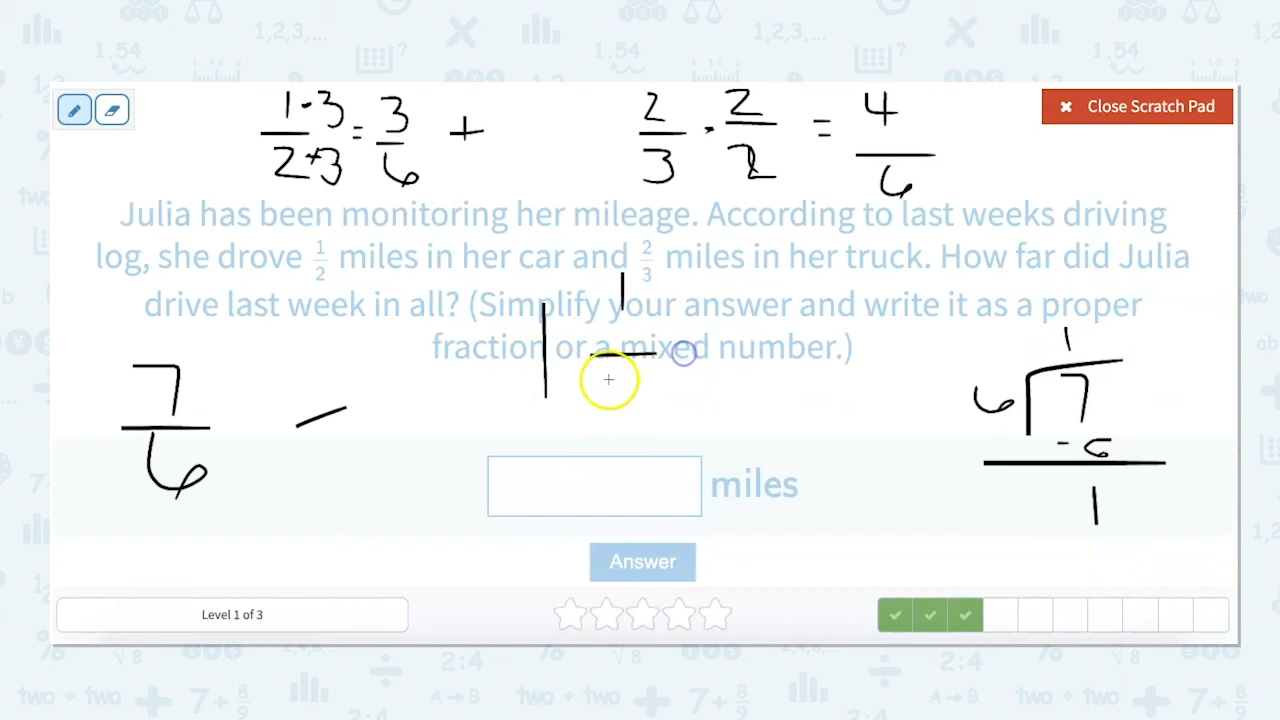 Close Scratch Pad
1·3/2*3 = 3/6 + 2/3 · 2/2 = 4/6
Julia has been monitoring her mileage. According to last weeks driving
log, she drove 1/2 miles in her car and 2/3 miles in her truck. How far did Julia
drive last week in all? (Simplify your answer and write it as a proper
fraction or a mixed number.)
7/6 -
1 1/
1
6 7
-6
1
miles
Answer
Level 1 of 3